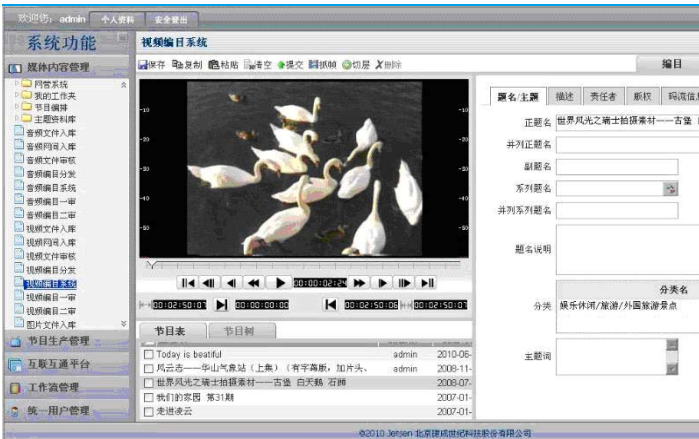 欢迎您: admin 个人资料 安全登出
系统功能
视频编目系统
媒体内容管理
保存 复制 粘贴 清空 提交 抓帧 切层 删除
编目
网管系统
我的工作夹
节目编排
主题资料库
音频文件入库
音频网间入库
音频文件审核
音频编目分发
音频编目系统
音频编目一审
音频编目二审
视频文件入库
视频网间入库
视频文件审核
视频编目分发
视频编目系统
视频编目一审
视频编目二审
图片文件入库
节目生产管理
互联互通平台
工作流管理
统一用户管理
-10 -10
-20 -20
-30 -30
-40 -40
-50 -50
00:00:02:24
00:02:50:07 00:00:00:00 00:02:50:06 00:02:50:07
节目表 节目树
Today is beatiful admin 2010-06-
风云志——华山气象站（上集）（有字幕版，加片头、 admin 2008-11-
世界风光之瑞士拍摄素材——古堡 白天鹅 石狮 2008-07-
我们的家园 第31期 2007-01-
走进凌云 2007-01-
题名/主题 描述 责任者 版权 码流信息
正题名 世界风光之瑞士拍摄素材——古堡
并列正题名
副题名
系列题名
并列系列题名
题名说明
分类名
分类 娱乐休闲/旅游/外国旅游景点
主题词
©2010 Jetsen 北京捷成世纪科技股份有限公司